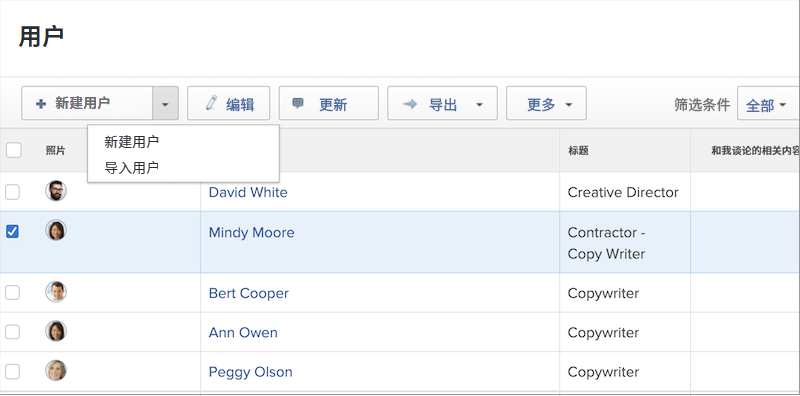 用户
新建用户 编辑 更新 导出 更多 筛选条件 全部
新建用户
导入用户
照片 标题 和我谈论的相关内容
David White Creative Director
Mindy Moore Contractor -
Copy Writer
Bert Cooper Copywriter
Ann Owen Copywriter
Peggy Olson Copywriter